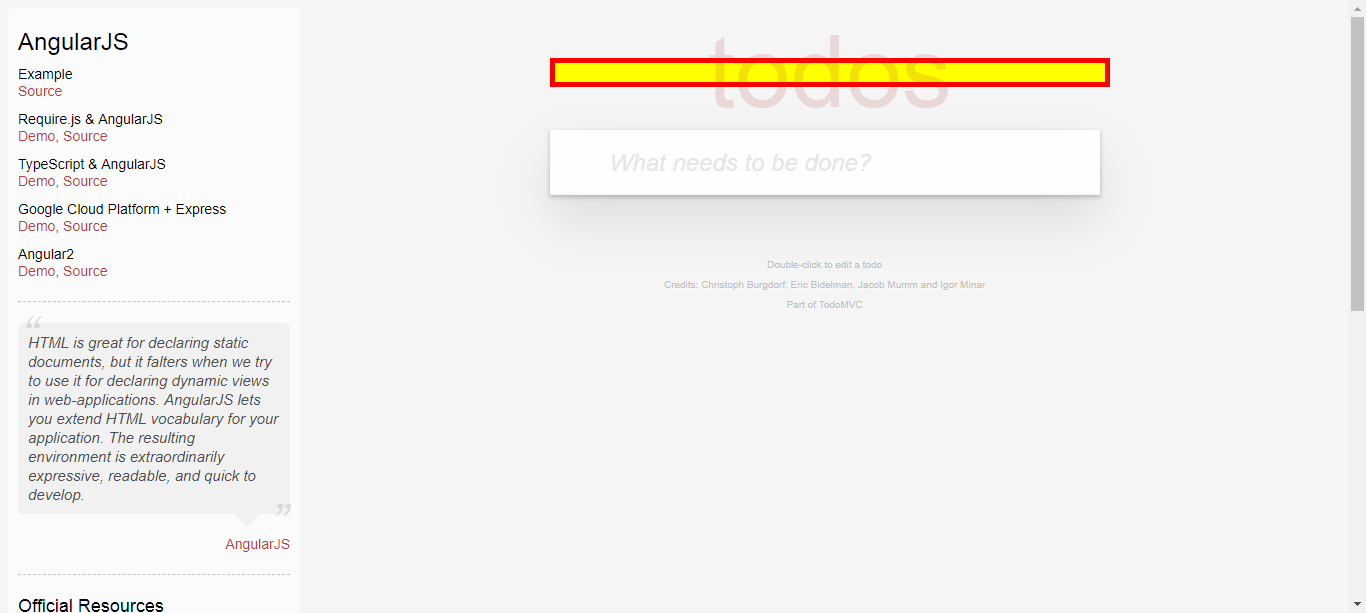 AngularJS
Example
Source
Require.js & AngularJS
Demo, Source
TypeScript & AngularJS
Demo, Source
Google Cloud Platform + Express
Demo, Source
Angular2
Demo, Source
“
HTML is great for declaring static
documents, but it falters when we try
to use it for declaring dynamic views
in web-applications. AngularJS lets
you extend HTML vocabulary for your
application. The resulting
environment is extraordinarily
expressive, readable, and quick to
develop.
”
AngularJS
Official Resources
todos
What needs to be done?
Double-click to edit a todo
Credits: Christoph Burgdorf, Eric Bidelman, Jacob Mumm and Igor Minar
Part of TodoMVC